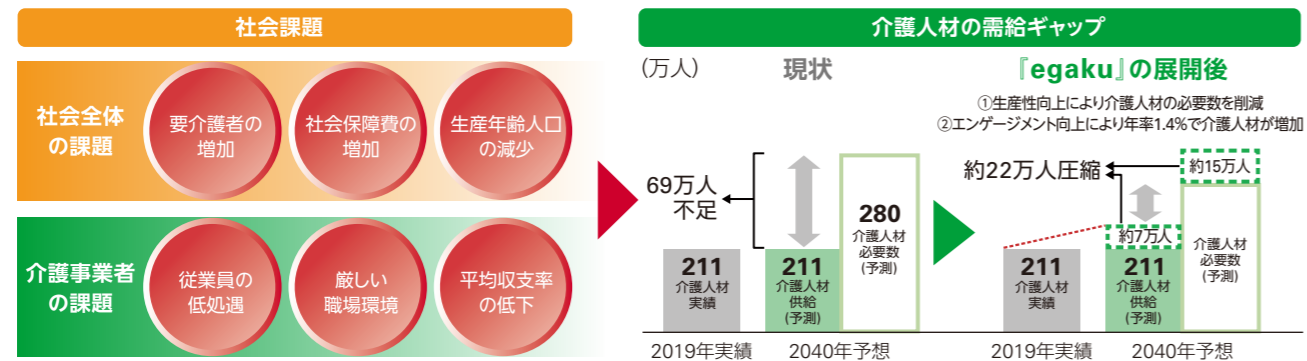 社会課題
社会全体
の課題
要介護者の
増加
社会保障費の
増加
生産年齢人口
の減少
介護事業者
の課題
従業員の
低処遇
厳しい
職場環境
平均収支率
の低下
介護人材の需給ギャップ
(万人)
現状
69万人
不足
211
介護人材
実績
211
介護人材
供給
(予測)
280
介護人材
必要数
(予測)
2019年実績
2040年予想
『egaku』の展開後
①生産性向上により介護人材の必要数を削減
②エンゲージメント向上により年率1.4%で介護人材が増加
約22万人圧縮
約15万人
約7万人
211
介護人材
実績
211
介護人材
供給
(予測)
介護人材
必要数
(予測)
2019年実績
2040年予想